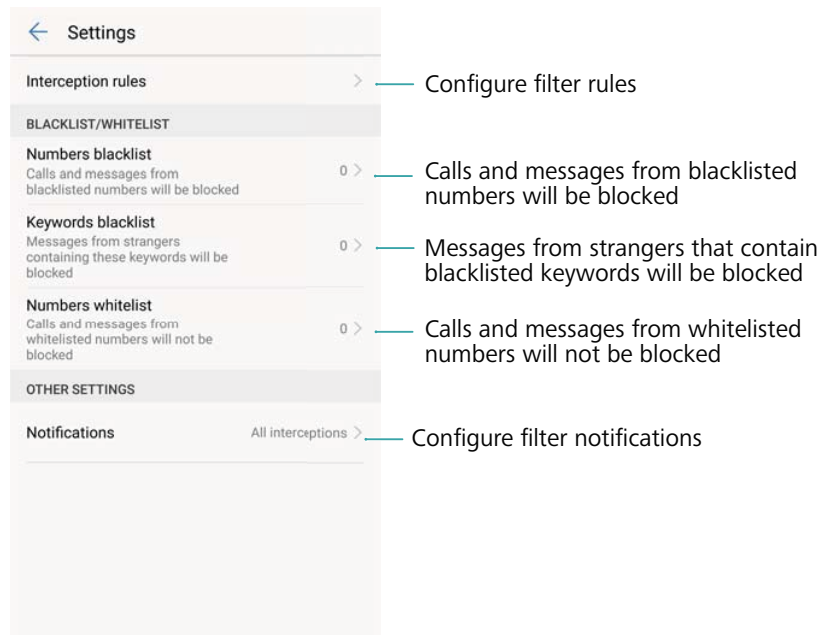 Settings
Interception rules
Configure filter rules
BLACKLIST/WHITELIST
Numbers blacklist
Calls and messages from
blacklisted numbers will be blocked
0
Calls and messages from blacklisted
numbers will be blocked
Keywords blacklist
Messages from strangers
containing these keywords will be
blocked
0
Messages from strangers that contain
blacklisted keywords will be blocked
Numbers whitelist
Calls and messages from
whitelisted numbers will not be
blocked
0
Calls and messages from whitelisted
numbers will not be blocked
OTHER SETTINGS
Notifications
All interceptions
Configure filter notifications